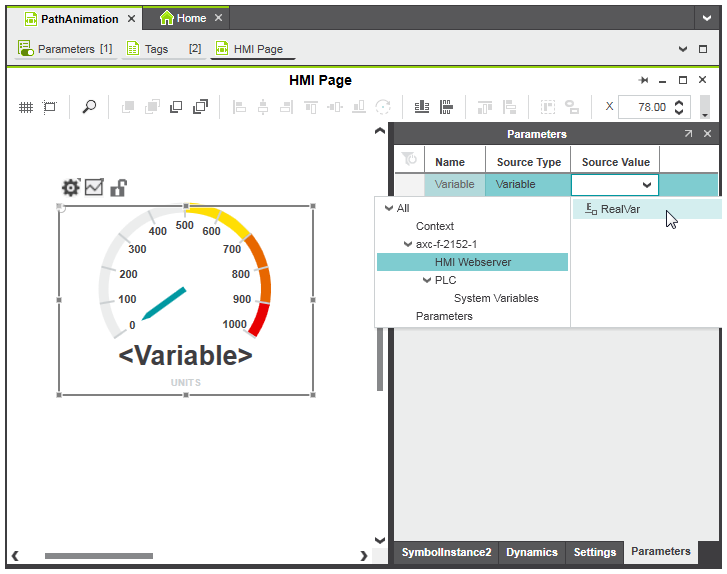 PathAnimation Home
Parameters [1] Tags [2] HMI Page
HMI Page
X 78.00
Parameters
Name Source Type Source Value
Variable Variable
All
Context
axc-f-2152-1
HMI Webserver
PLC
System Variables
Parameters
RealVar
0
100
200
300
400
500
600
700
800
900
1000
<Variable>
UNITS
SymbolInstance2 Dynamics Settings Parameters